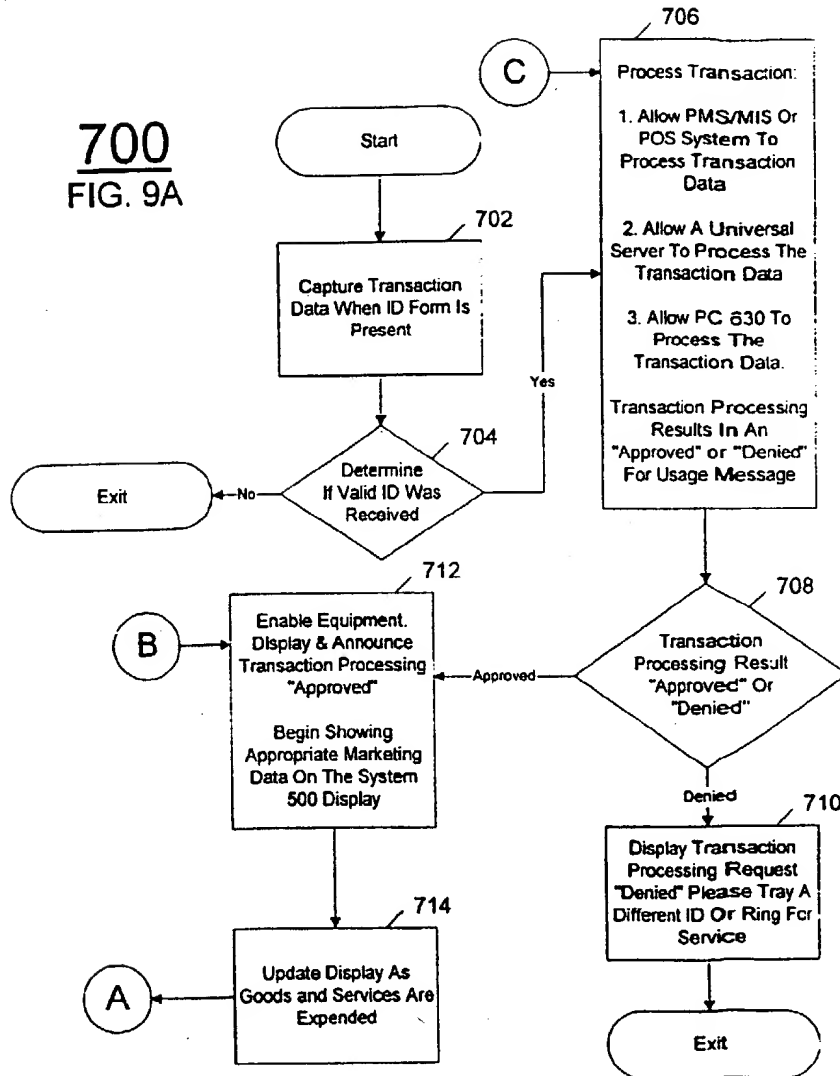 700
FIG. 9A
Start
702
Capture Transaction
Data When ID Form Is
Present
704
Determine
If Valid ID Was
Received
No
Exit
Yes
C
706
Process Transaction:
1. Allow PMS/MIS Or
POS System To
Process Transaction
Data
2. Allow A Universal
Server To Process The
Transaction Data
3. Allow PC 630 To
Process The
Transaction Data.
Transaction Processing
Results In An
"Approved" or "Denied"
For Usage Message
708
Transaction
Processing Result
"Approved" Or
"Denied"
Approved
Denied
710
Display Transaction
Processing Request
"Denied" Please Tray A
Different ID Or Ring For
Service
Exit
B
712
Enable Equipment.
Display & Announce
Transaction Processing
"Approved"
Begin Showing
Appropriate Marketing
Data On The System
500 Display
714
Update Display As
Goods and Services Are
Expended
A